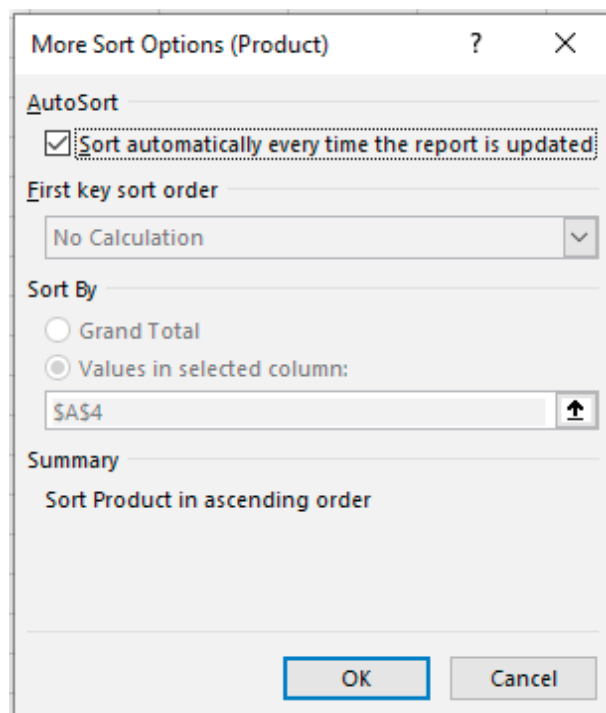 More Sort Options (Product) ?
AutoSort
Sort automatically every time the report is updated
First key sort order
No Calculation
Sort By
Grand Total
Values in selected column:
$A$4
Summary
Sort Product in ascending order
OK Cancel